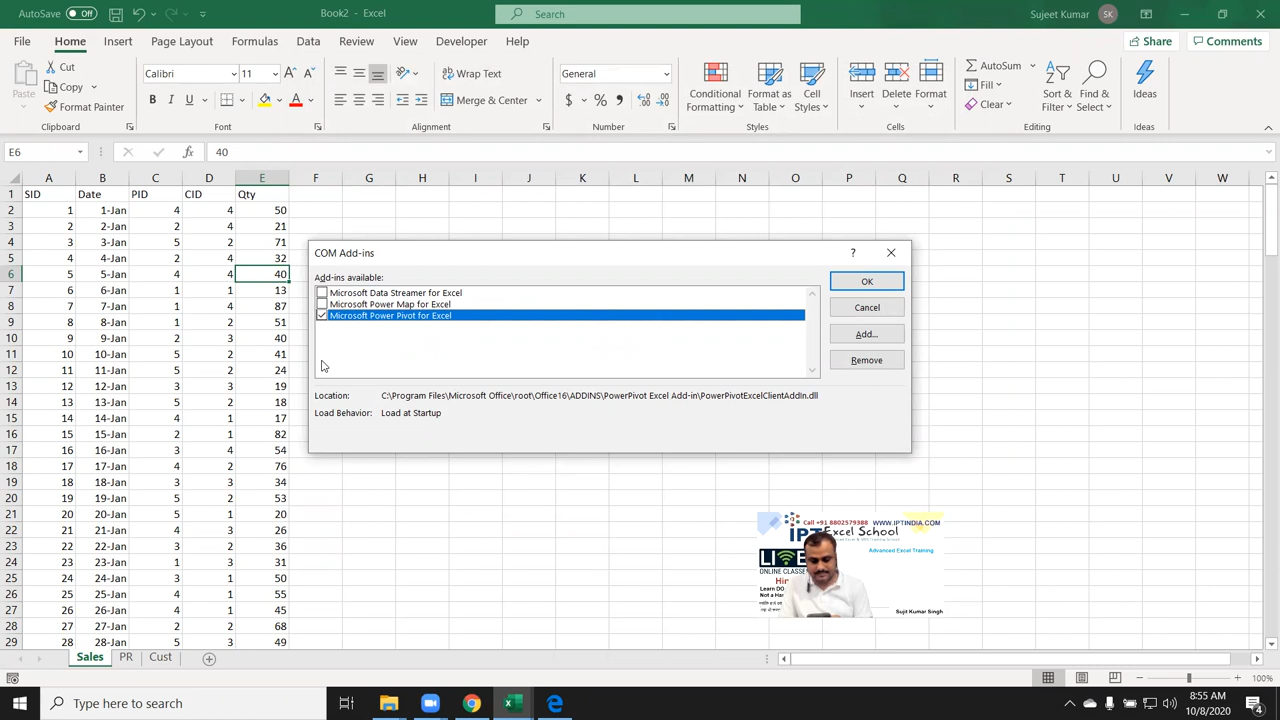 AutoSave Off Book2 - Excel Search Sujeet Kumar SK
File Home Insert Page Layout Formulas Data Review View Developer Help Share Comments
Paste Cut Copy Format Painter
Calibri 11 B I U A
Wrap Text Merge & Center
General $ % ,
Conditional Formatting Format as Table Cell Styles
Insert Delete Format
AutoSum Fill Clear Sort & Filter Find & Select Ideas
Clipboard Font Alignment Number Styles Cells Editing Ideas
E6 fx 40
A B C D E F G H I J K L M N O P Q R S T U V W
1 SID Date PID CID Qty
2 1 1-Jan 4 4 50
3 2 2-Jan 2 4 21
4 3 3-Jan 5 2 71
5 4 4-Jan 2 4 32
6 5 5-Jan 4 4 40
7 6 6-Jan 1 1 13
8 7 7-Jan 4 4 87
9 8 8-Jan 1 2 51
10 9 9-Jan 2 3 40
11 10 10-Jan 5 2 41
12 11 11-Jan 2 2 24
13 12 12-Jan 3 3 19
14 13 13-Jan 5 2 18
15 14 14-Jan 4 1 17
16 15 15-Jan 2 1 82
17 16 16-Jan 3 4 54
18 17 17-Jan 4 2 76
19 18 18-Jan 3 3 34
20 19 19-Jan 5 2 53
21 20 20-Jan 5 1 20
22 21 21-Jan 4 2 26
23 22 22-Jan 3 2 36
24 23 23-Jan 5 1
25 24 24-Jan 3 1 50
26 25 25-Jan 4 1 55
27 26 26-Jan 4 1 45
28 27 27-Jan 2 3 68
29 28 28-Jan 2 3 49
COM Add-ins ?
Add-ins available:
Microsoft Data Streamer for Excel
Microsoft Power Map for Excel
Microsoft Power Pivot for Excel
OK
Cancel
Add...
Remove
Location: C:\Program Files\Microsoft Office\root\Office16\ADDINS\PowerPivot Excel Add-in\PowerPivotExcelClientAddIn.dll
Load Behavior: Load at Startup
Call +91 8802579388 WWW.IPTINDIA.COM
IPT Excel School
Advanced Excel Training
ONLINE CLASSES
Learn DO
Not a Har
Sujit Kumar Singh
Sales PR Cust
100%
Type here to search
8:55 AM
10/8/2020